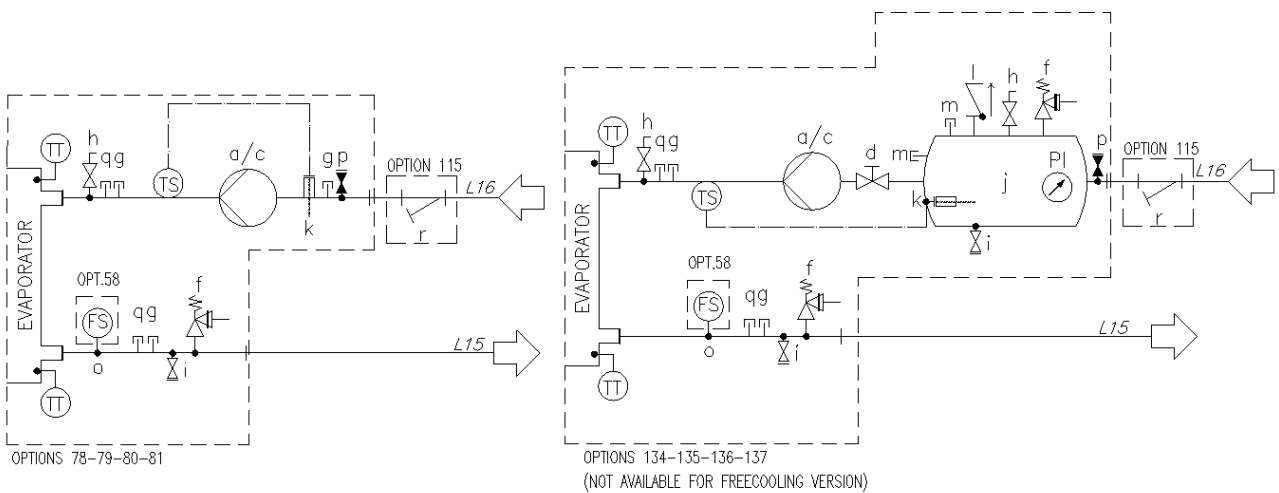 TT
h
qg
TS
a/c
gp
k
OPTION 115
r
L16
EVAPORATOR
OPT.58
FS
o
qg
i
f
L15
TT
OPTIONS 78-79-80-81
TT
h
qg
TS
a/c
d
m
m
l
h
f
k
j
PI
i
p
OPTION 115
r
L16
EVAPORATOR
OPT.58
FS
o
qg
i
f
L15
TT
OPTIONS 134-135-136-137
(NOT AVAILABLE FOR FREECOOLING VERSION)